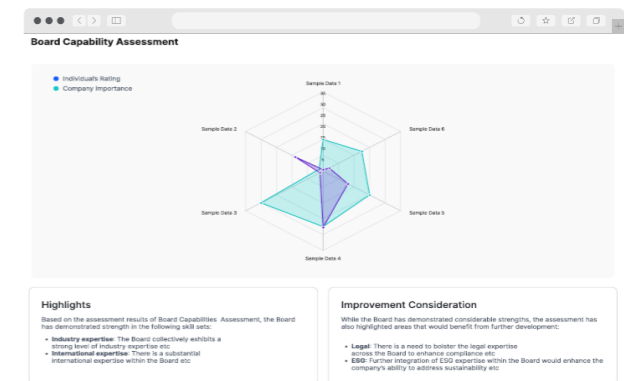 Board Capability Assessment
Individual's Rating
Company Importance
Sample Data 1
Sample Data 2
Sample Data 6
Sample Data 3
Sample Data 5
Sample Data 4
Highlights
Based on the assessment results of Board Capabilities Assessment, the Board
has demonstrated strength in the following skill sets:
• Industry expertise: The Board collectively exhibits a
strong level of industry expertise etc
• International expertise: There is a substantial
international expertise within the Board etc
Improvement Consideration
While the Board has demonstrated considerable strengths, the assessment has
also highlighted areas that would benefit from further development:
• Legal: There is a need to bolster the legal expertise
across the Board to enhance compliance etc
• ESG: Further integration of ESG expertise within the Board would enhance the
company's ability to address sustainability etc